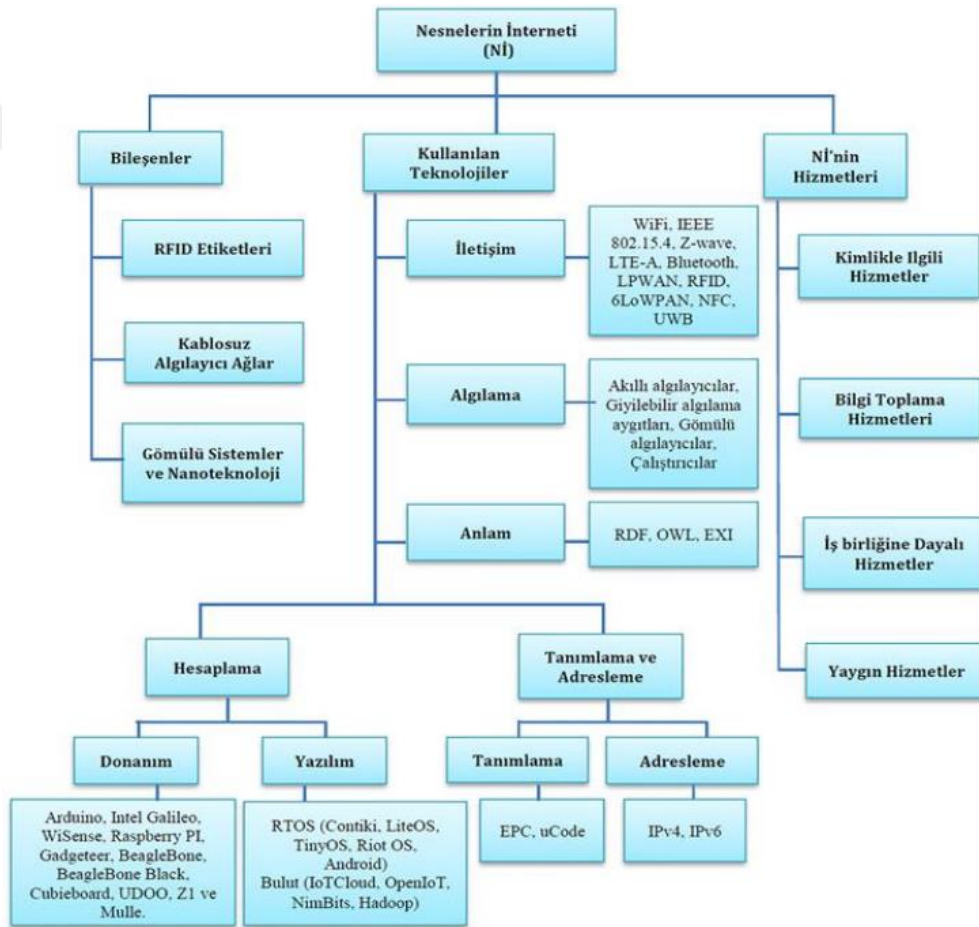 Nesnelerin İnterneti
(Nİ)
Bileşenler
RFID Etiketleri
Kablosuz
Algılayıcı Ağlar
Gömülü Sistemler
ve Nanoteknoloji
Kullanılan
Teknolojiler
İletişim
WiFi, IEEE
802.15.4, Z-wave,
LTE-A, Bluetooth,
LPWAN, RFID,
6LoWPAN, NFC,
UWB
Algılama
Akıllı algılayıcılar,
Giyilebilir algılama
aygıtları, Gömülü
algılayıcılar,
Çalıştırıcılar
Anlam
RDF, OWL, EXI
Hesaplama
Donanım
Arduino, Intel Galileo,
WiSense, Raspberry PI,
Gadgeteer, BeagleBone,
BeagleBone Black,
Cubieboard, UDOO, Z1 ve
Mulle.
Yazılım
RTOS (Contiki, LiteOS,
TinyOS, Riot OS,
Android)
Bulut (IoTCloud, OpenIoT,
NimBits, Hadoop)
Tanımlama ve
Adresleme
Tanımlama
EPC, uCode
Adresleme
IPv4, IPv6
Nİ'nin
Hizmetleri
Kimlikle Ilgili
Hizmetler
Bilgi Toplama
Hizmetleri
İş birliğine Dayalı
Hizmetler
Yaygın Hizmetler